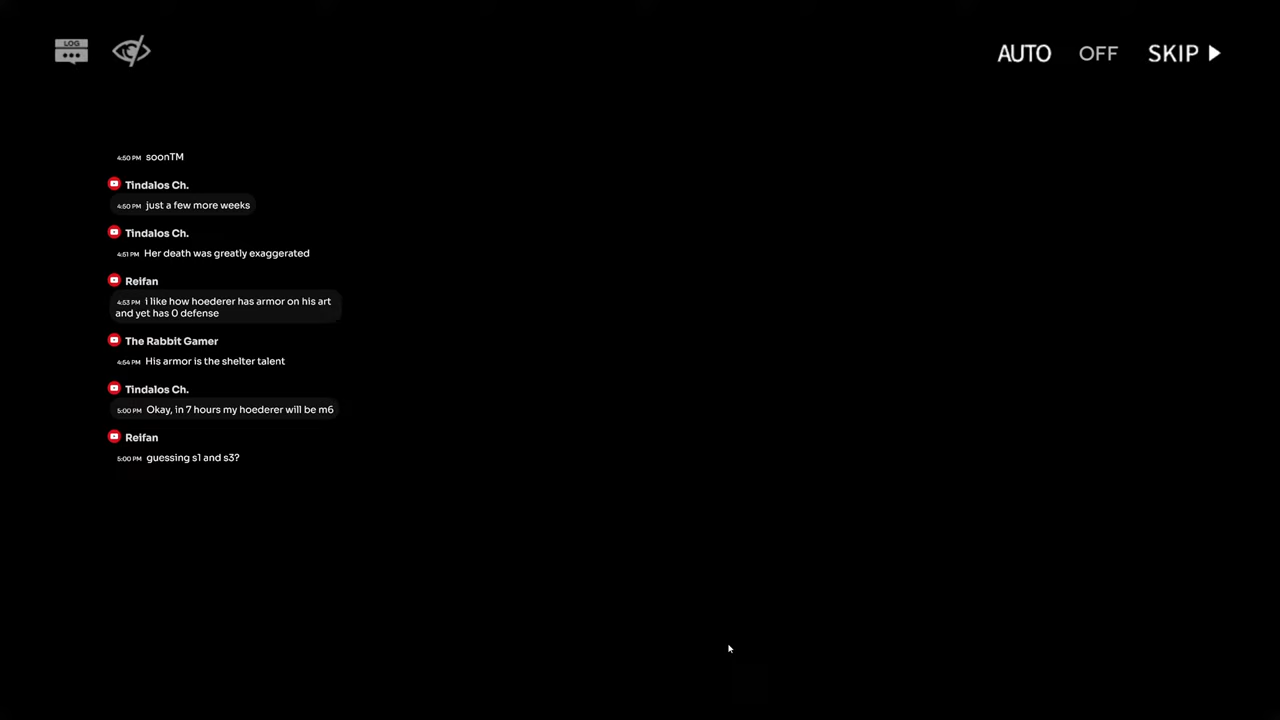 LOG
AUTO OFF SKIP
4:50 PM soonTM
Tindalos Ch.
4:50 PM just a few more weeks
Tindalos Ch.
4:51 PM Her death was greatly exaggerated
Reifan
4:53 PM i like how hoederer has armor on his art
and yet has 0 defense
The Rabbit Gamer
4:54 PM His armor is the shelter talent
Tindalos Ch.
5:00 PM Okay, in 7 hours my hoederer will be m6
Reifan
5:00 PM guessing s1 and s3?